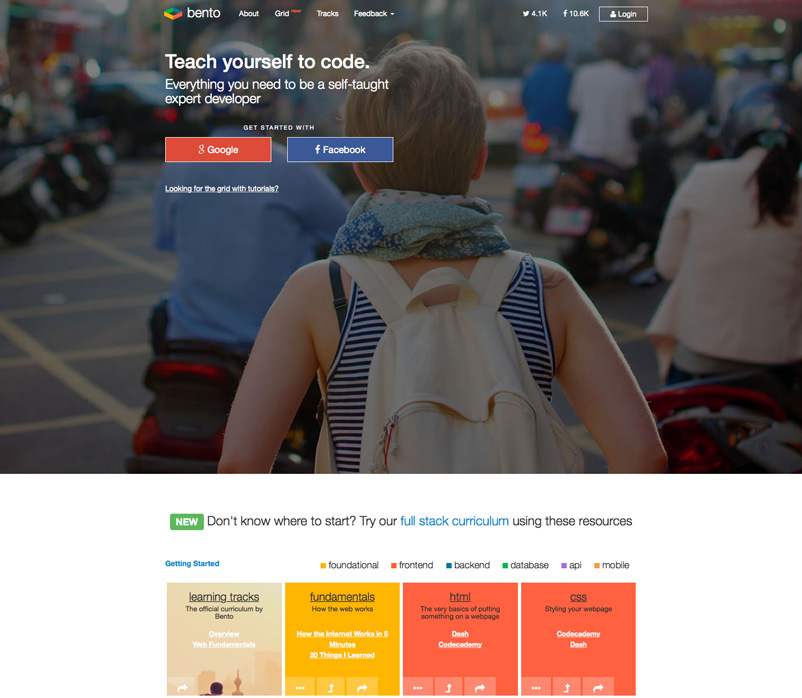 bento
About
Grid new
Tracks
Feedback
4.1K
10.6K
Login
Teach yourself to code.
Everything you need to be a self-taught
expert developer
GET STARTED WITH
Google
Facebook
Looking for the grid with tutorials?
NEW Don't know where to start? Try our full stack curriculum using these resources
Getting Started
foundational
frontend
backend
database
api
mobile
learning tracks
The official curriculum by
Bento
Overview
Web Fundamentals
fundamentals
How the web works
How the Internet Works in 5
Minutes
20 Things I Learned
html
The very basics of putting
something on a webpage
Dash
Codecademy
css
Styling your webpage
Codecademy
Dash